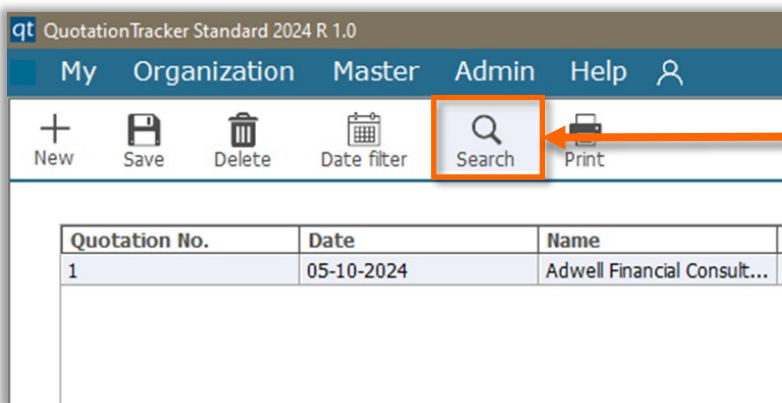 qt QuotationTracker Standard 2024 R 1.0
My Organization Master Admin Help
New Save Delete Date filter Search Print
Quotation No. Date Name
1 05-10-2024 Adwell Financial Consult...